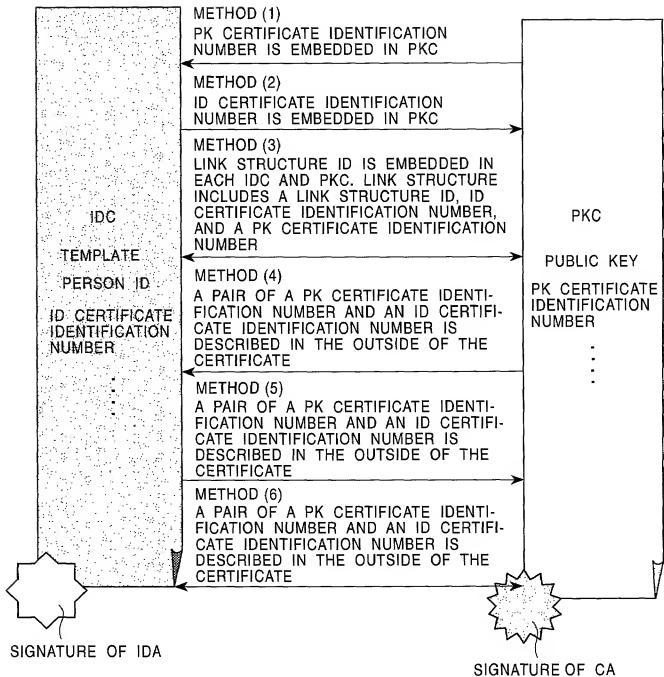 METHOD (1)
PK CERTIFICATE IDENTIFICATION
NUMBER IS EMBEDDED IN PKC
METHOD (2)
ID CERTIFICATE IDENTIFICATION
NUMBER IS EMBEDDED IN PKC
METHOD (3)
LINK STRUCTURE ID IS EMBEDDED IN
EACH IDC AND PKC. LINK STRUCTURE
INCLUDES A LINK STRUCTURE ID, ID
CERTIFICATE IDENTIFICATION NUMBER,
AND A PK CERTIFICATE IDENTIFICATION
NUMBER
METHOD (4)
A PAIR OF A PK CERTIFICATE IDENTI-
FICATION NUMBER AND AN ID CERTIFI-
CATE IDENTIFICATION NUMBER IS
DESCRIBED IN THE OUTSIDE OF THE
CERTIFICATE
METHOD (5)
A PAIR OF A PK CERTIFICATE IDENTI-
FICATION NUMBER AND AN ID CERTIFI-
CATE IDENTIFICATION NUMBER IS
DESCRIBED IN THE OUTSIDE OF THE
CERTIFICATE
METHOD (6)
A PAIR OF A PK CERTIFICATE IDENTI-
FICATION NUMBER AND AN ID CERTIFI-
CATE IDENTIFICATION NUMBER IS
DESCRIBED IN THE OUTSIDE OF THE
CERTIFICATE
IDC
TEMPLATE
PERSON ID
ID CERTIFICATE
IDENTIFICATION
NUMBER
PKC
PUBLIC KEY
PK CERTIFICATE
IDENTIFICATION
NUMBER
SIGNATURE OF IDA
SIGNATURE OF CA